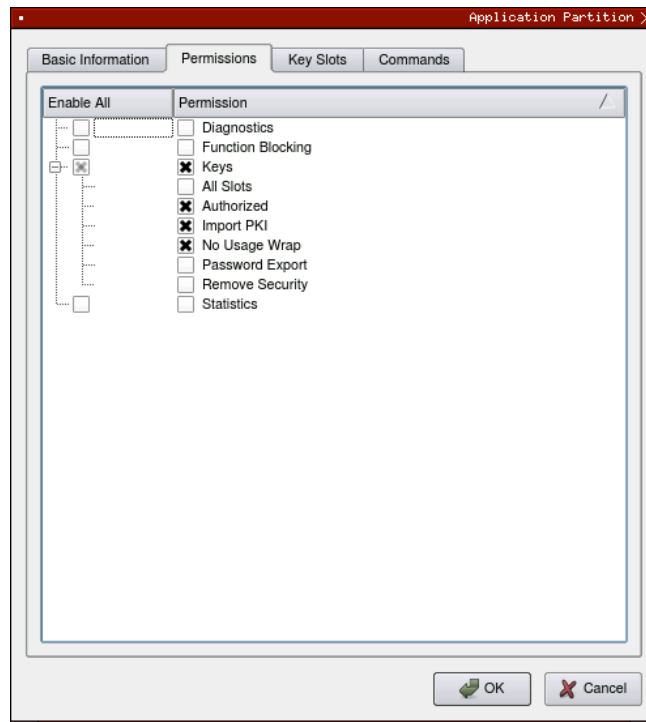 Application Partition
Basic Information Permissions Key Slots Commands
Enable All Permission
Diagnostics
Function Blocking
Keys
All Slots
Authorized
Import PKI
No Usage Wrap
Password Export
Remove Security
Statistics
OK Cancel